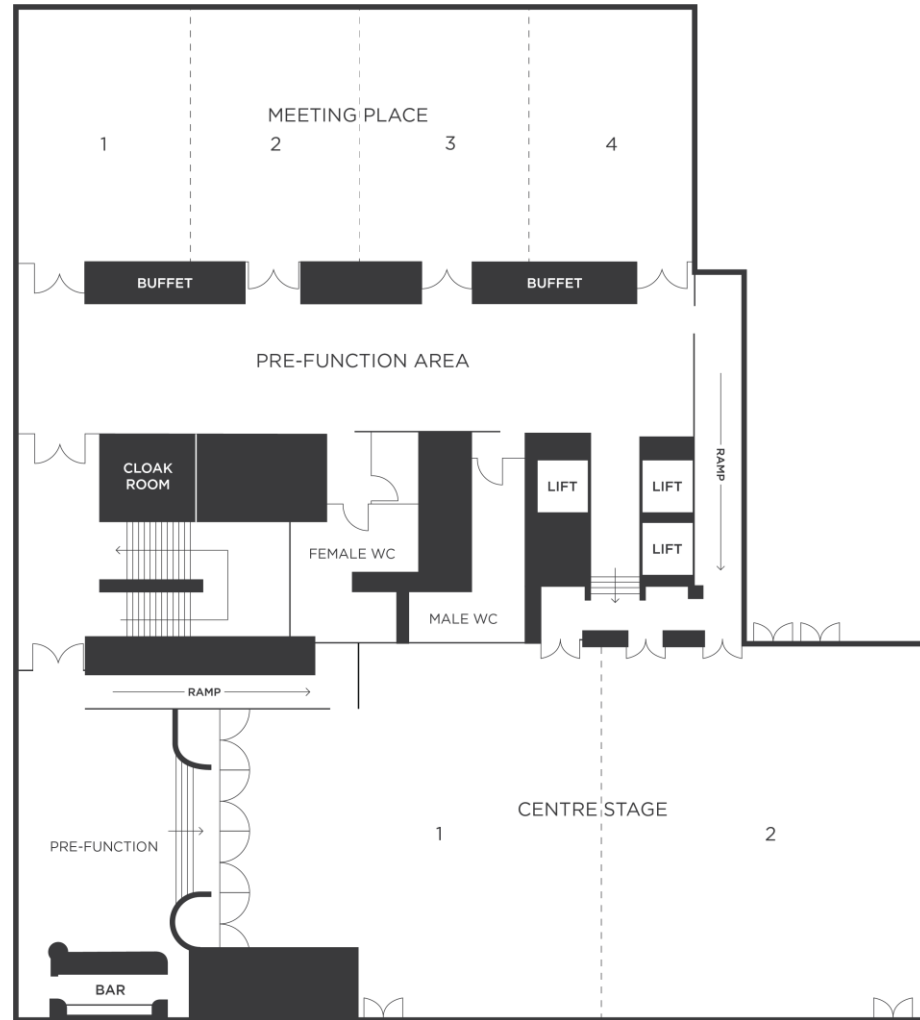 MEETING PLACE
1
2
3
4
BUFFET
BUFFET
PRE-FUNCTION AREA
CLOAK
ROOM
LIFT
LIFT
RAMP
LIFT
FEMALE WC
MALE WC
RAMP
CENTRE STAGE
1
2
PRE-FUNCTION
BAR